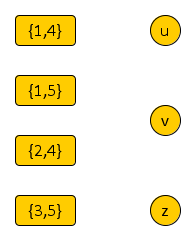 {1,4} u
{1,5}
v
{2,4}
{3,5} z